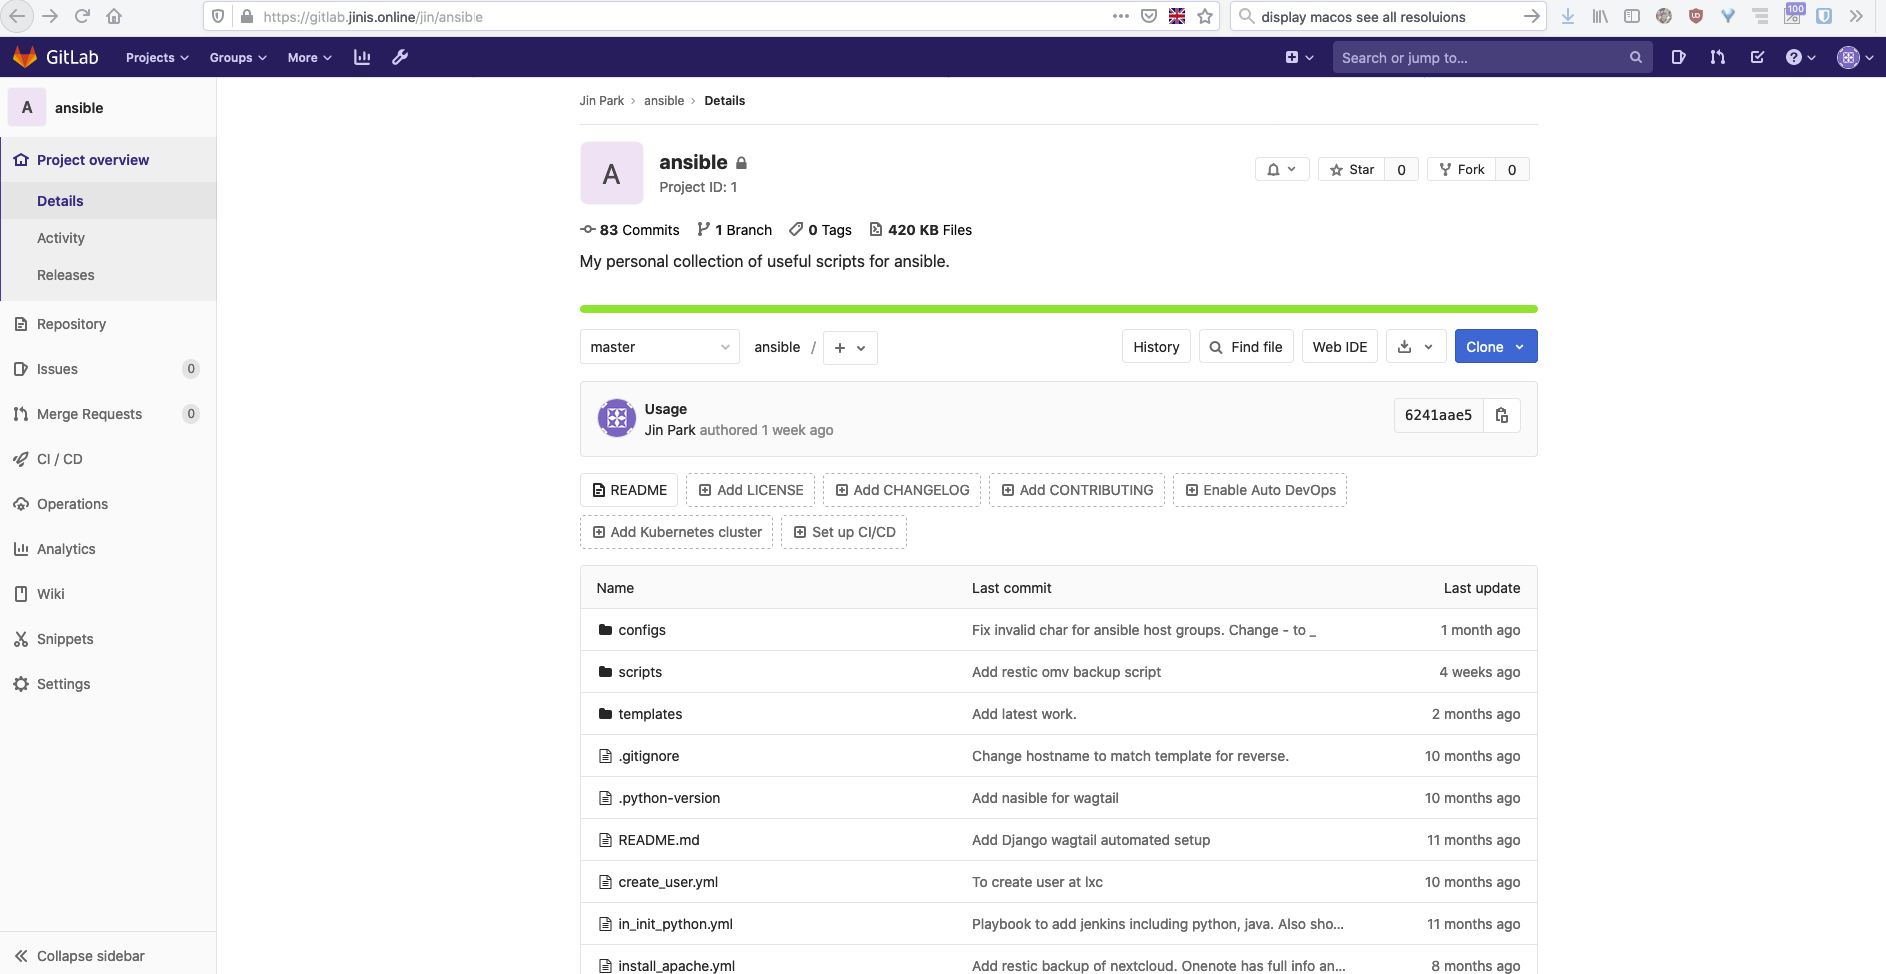 https://gitlab.jinis.online/jin/ansible
display macos see all resoluions
100
GitLab
Projects
Groups
More
Search or jump to...
A ansible
Project overview
Details
Activity
Releases
Repository
Issues 0
Merge Requests 0
CI / CD
Operations
Analytics
Wiki
Snippets
Settings
Collapse sidebar
Jin Park › ansible › Details
A
ansible
Project ID: 1
Star 0
Fork 0
83 Commits 1 Branch 0 Tags 420 KB Files
My personal collection of useful scripts for ansible.
master
ansible / +
History
Find file
Web IDE
Clone
Usage
Jin Park authored 1 week ago
6241aae5
README
Add LICENSE
Add CHANGELOG
Add CONTRIBUTING
Enable Auto DevOps
Add Kubernetes cluster
Set up CI/CD
Name Last commit Last update
configs Fix invalid char for ansible host groups. Change - to _ 1 month ago
scripts Add restic omv backup script 4 weeks ago
templates Add latest work. 2 months ago
.gitignore Change hostname to match template for reverse. 10 months ago
.python-version Add nasible for wagtail 10 months ago
README.md Add Django wagtail automated setup 11 months ago
create_user.yml To create user at lxc 10 months ago
in_init_python.yml Playbook to add jenkins including python, java. Also sho... 11 months ago
install_apache.yml Add restic backup of nextcloud. Onenote has full info an... 8 months ago